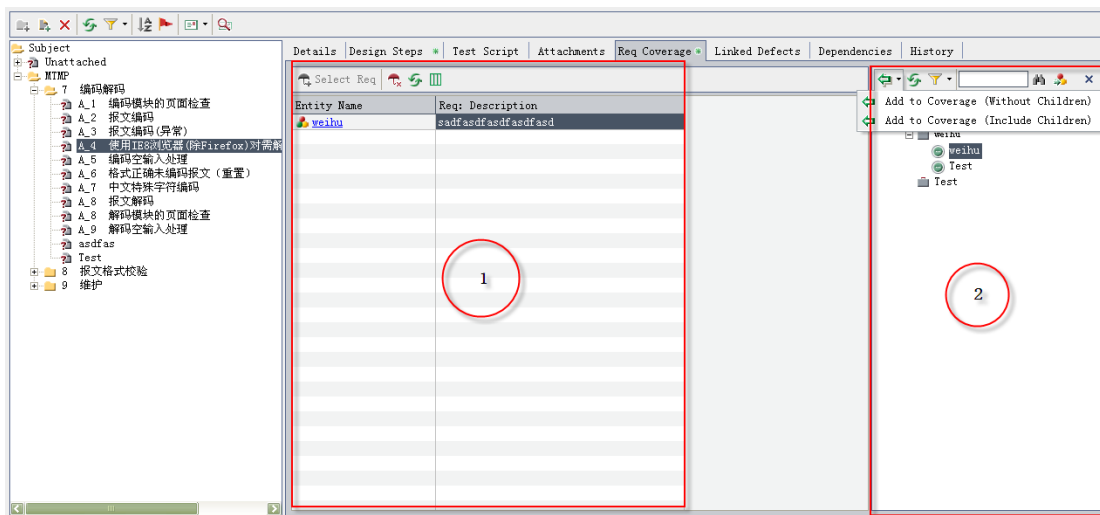 Subject
Unattached
MTMP
7 编码解码
A_1 编码模块的页面检查
A_2 报文编码
A_3 报文编码(异常)
A_4 使用IE8浏览器(除Firefox)对需解
A_5 编码空输入处理
A_6 格式正确未编码报文(重置)
A_7 中文特殊字符编码
A_8 报文解码
A_8 解码模块的页面检查
A_9 解码空输入处理
asdfas
Test
8 报文格式校验
9 维护
Details Design Steps * Test Script Attachments Req Coverage * Linked Defects Dependencies History
Select Req
Entity Name Req: Description
weihu sadfasdfasdfasdfasd
1
Add to Coverage (Without Children)
Add to Coverage (Include Children)
weihu
weihu
Test
Test
2